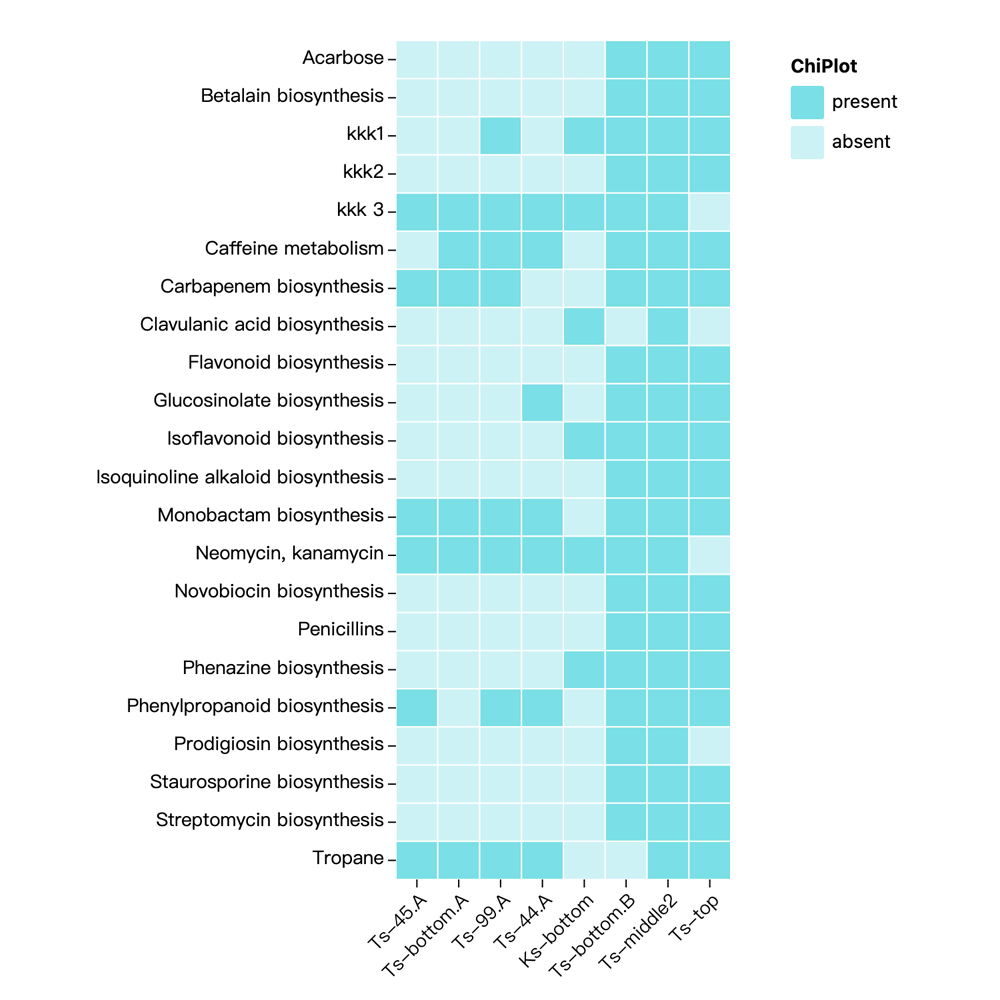 ChiPlot
present
absent
Acarbose
Betalain biosynthesis
kkk1
kkk2
kkk 3
Caffeine metabolism
Carbapenem biosynthesis
Clavulanic acid biosynthesis
Flavonoid biosynthesis
Glucosinolate biosynthesis
Isoflavonoid biosynthesis
Isoquinoline alkaloid biosynthesis
Monobactam biosynthesis
Neomycin, kanamycin
Novobiocin biosynthesis
Penicillins
Phenazine biosynthesis
Phenylpropanoid biosynthesis
Prodigiosin biosynthesis
Staurosporine biosynthesis
Streptomycin biosynthesis
Tropane
Ts-45.A
Ts-bottom.A
Ts-99.A
Ts-44.A
Ks-bottom
Ts-bottom.B
Ts-middle2
Ts-top